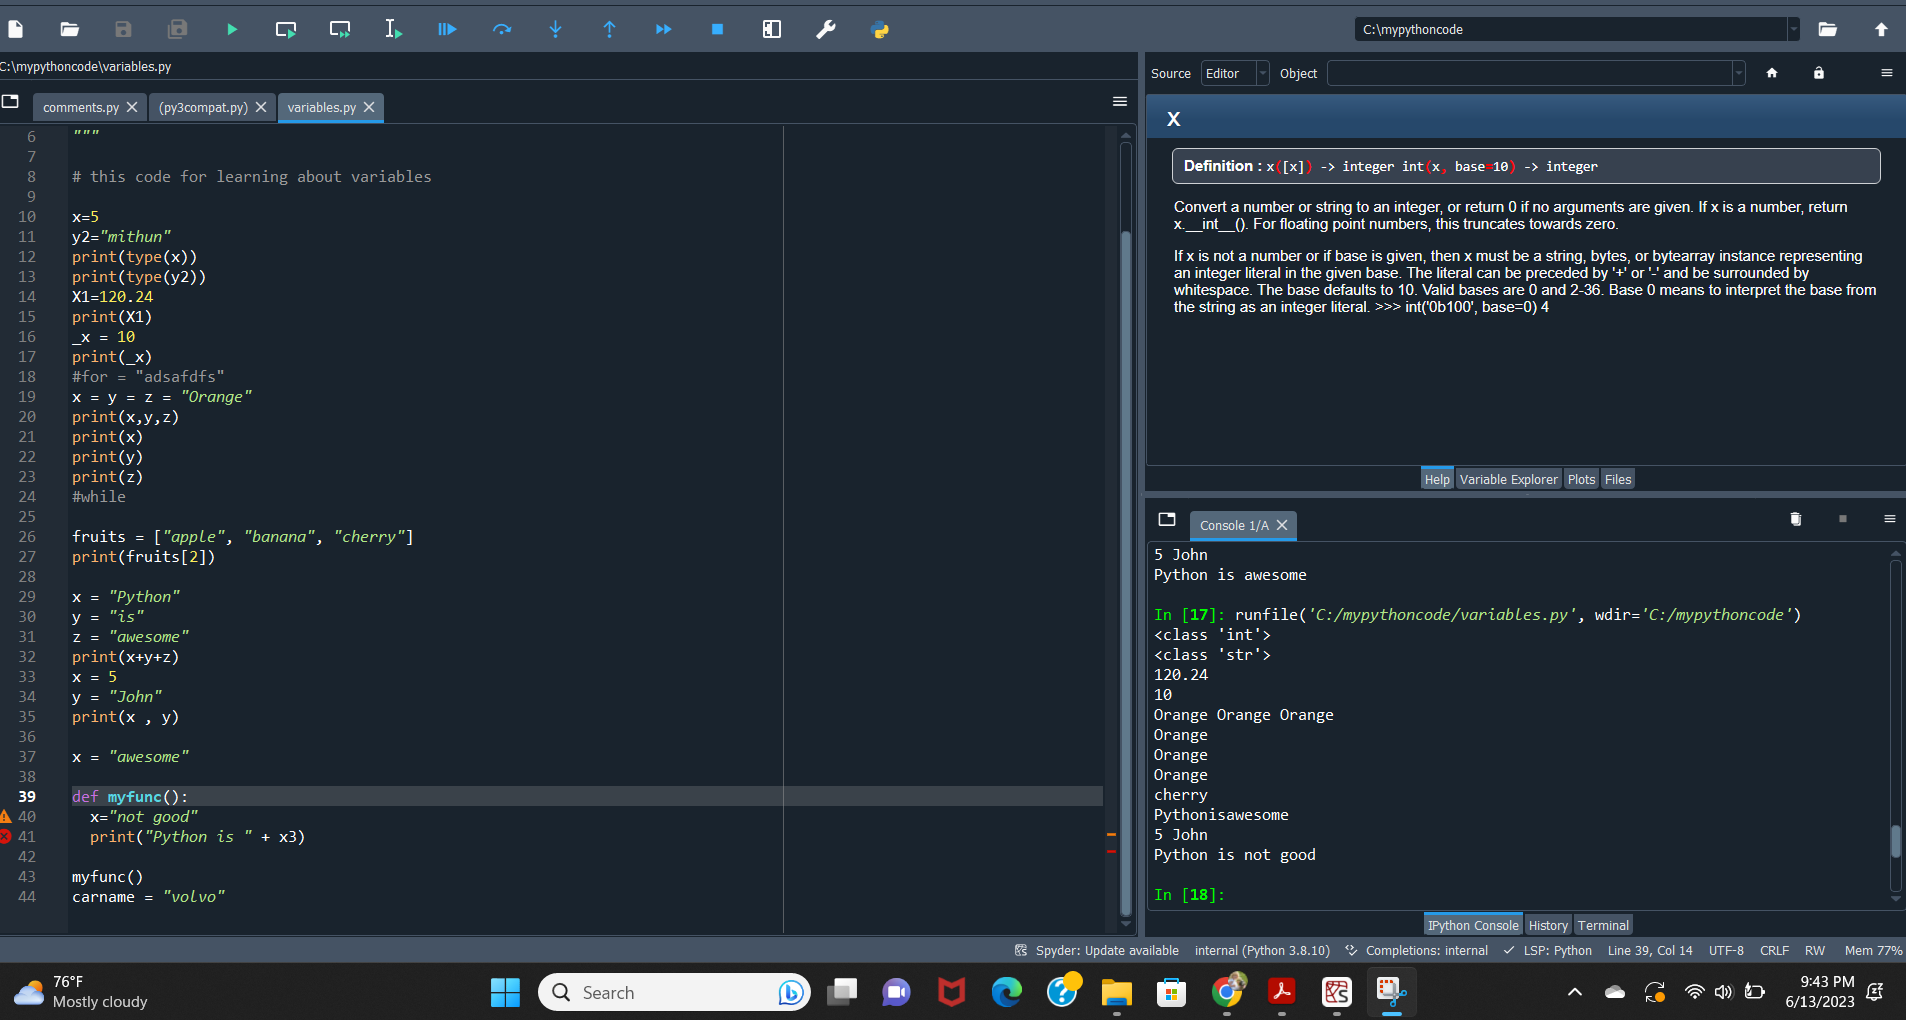 C:\mypythoncode
C:\mypythoncode\variables.py
comments.py
(py3compat.py)
variables.py
6 """
7
8 # this code for learning about variables
9
10 x=5
11 y2="mithun"
12 print(type(x))
13 print(type(y2))
14 X1=120.24
15 print(X1)
16 _x = 10
17 print(_x)
18 #for = "adsafdfs"
19 x = y = z = "Orange"
20 print(x,y,z)
21 print(x)
22 print(y)
23 print(z)
24 #while
25
26 fruits = ["apple", "banana", "cherry"]
27 print(fruits[2])
28
29 x = "Python"
30 y = "is"
31 z = "awesome"
32 print(x+y+z)
33 x = 5
34 y = "John"
35 print(x , y)
36
37 x = "awesome"
38
39 def myfunc():
40 x="not good"
41 print("Python is " + x3)
42
43 myfunc()
44 carname = "volvo"
Source Editor Object
X
Definition : x([x]) -> integer int(x, base=10) -> integer
Convert a number or string to an integer, or return 0 if no arguments are given. If x is a number, return
x.__int__(). For floating point numbers, this truncates towards zero.
If x is not a number or if base is given, then x must be a string, bytes, or bytearray instance representing
an integer literal in the given base. The literal can be preceded by '+' or '-' and be surrounded by
whitespace. The base defaults to 10. Valid bases are 0 and 2-36. Base 0 means to interpret the base from
the string as an integer literal. >>> int('0b100', base=0) 4
Help Variable Explorer Plots Files
Console 1/A
5 John
Python is awesome
In [17]: runfile('C:/mypythoncode/variables.py', wdir='C:/mypythoncode')
<class 'int'>
<class 'str'>
120.24
10
Orange Orange Orange
Orange
Orange
Orange
cherry
Pythonisawesome
5 John
Python is not good
In [18]:
IPython Console History Terminal
Spyder: Update available internal (Python 3.8.10) Completions: internal LSP: Python Line 39, Col 14 UTF-8 CRLF RW Mem 77%
76°F
Mostly cloudy
Search
9:43 PM
6/13/2023